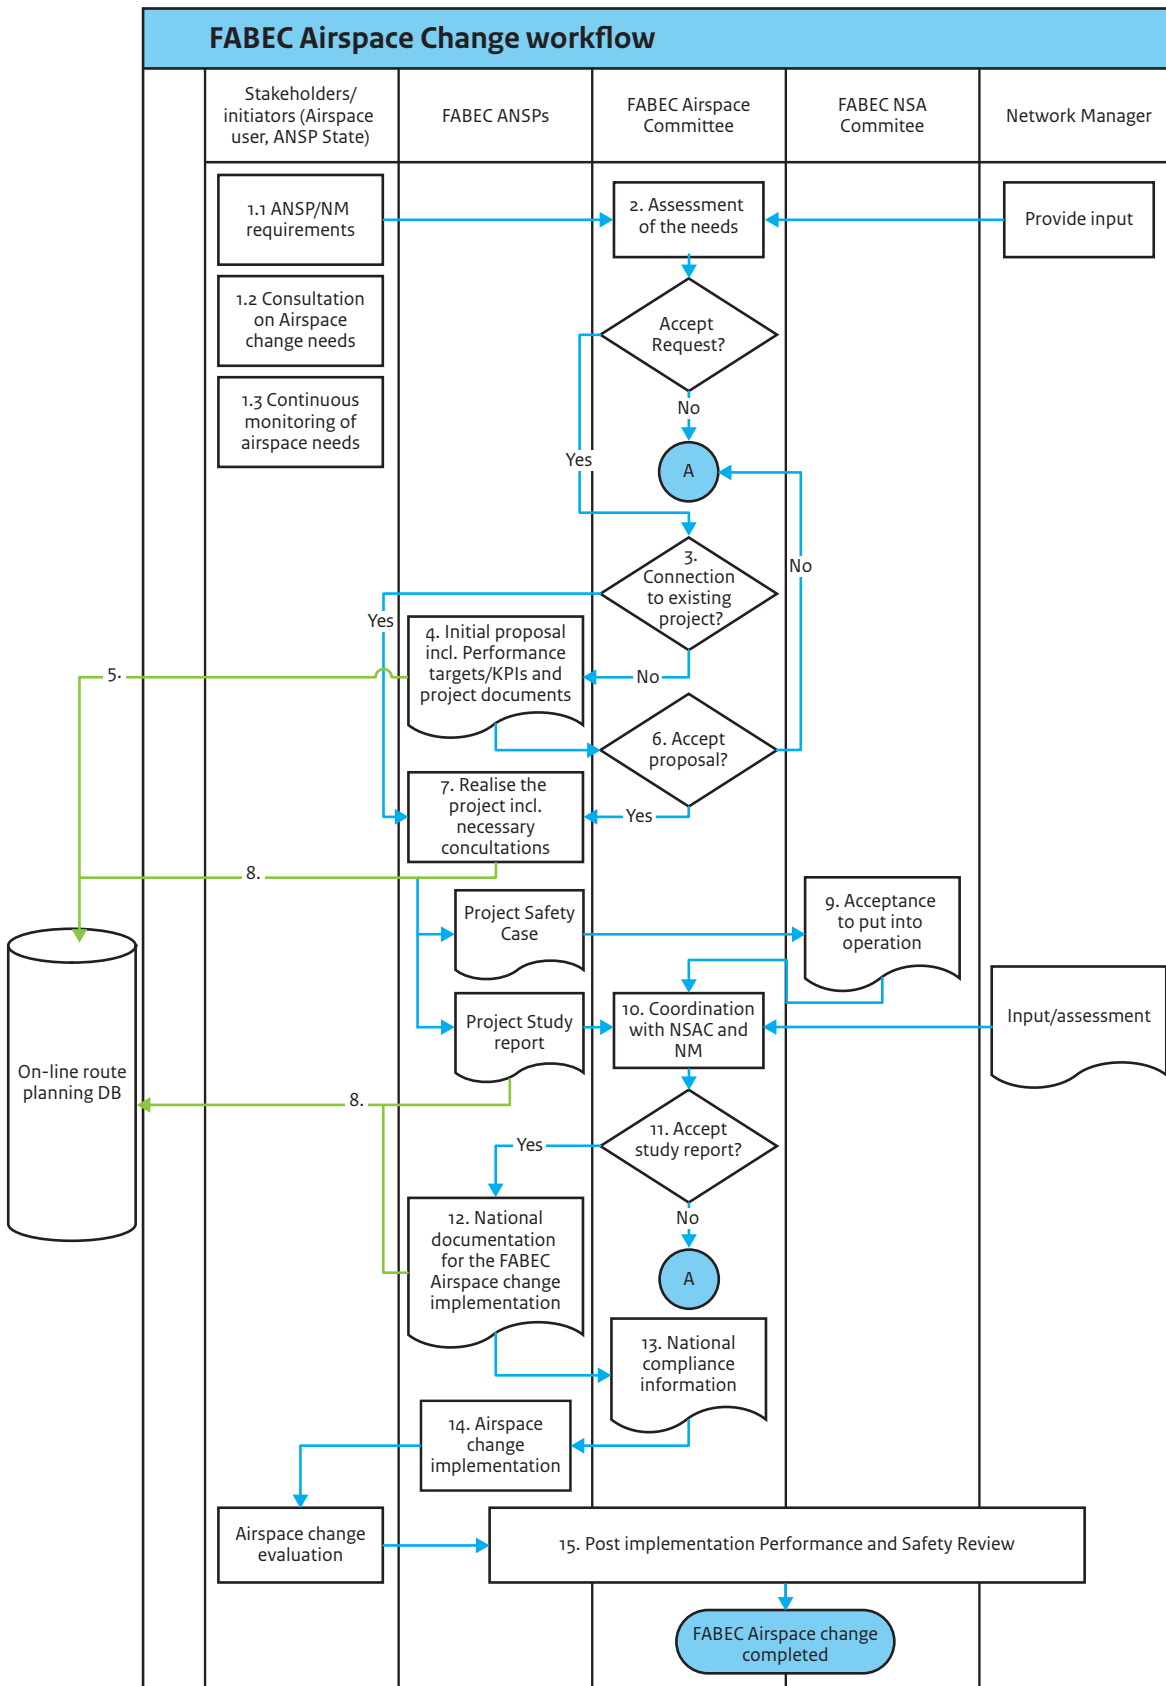 FABEC Airspace Change workflow
Stakeholders/
initiators (Airspace
user, ANSP State)
FABEC ANSPs
FABEC Airspace
Committee
FABEC NSA
Commitee
Network Manager
1.1 ANSP/NM
requirements
2. Assessment
of the needs
Provide input
1.2 Consultation
on Airspace
change needs
Accept
Request?
1.3 Continuous
monitoring of
airspace needs
No
Yes
A
3.
Connection
to existing
project?
No
Yes
4. Initial proposal
incl. Performance
targets/KPIs and
project documents
5.
No
6. Accept
proposal?
7. Realise the
project incl.
necessary
concultations
Yes
8.
Project Safety
Case
9. Acceptance
to put into
operation
Project Study
report
10. Coordination
with NSAC and
NM
Input/assessment
On-line route
planning DB
8.
11. Accept
study report?
Yes
No
12. National
documentation
for the FABEC
Airspace change
implementation
A
13. National
compliance
information
14. Airspace
change
implementation
Airspace change
evaluation
15. Post implementation Performance and Safety Review
FABEC Airspace change
completed